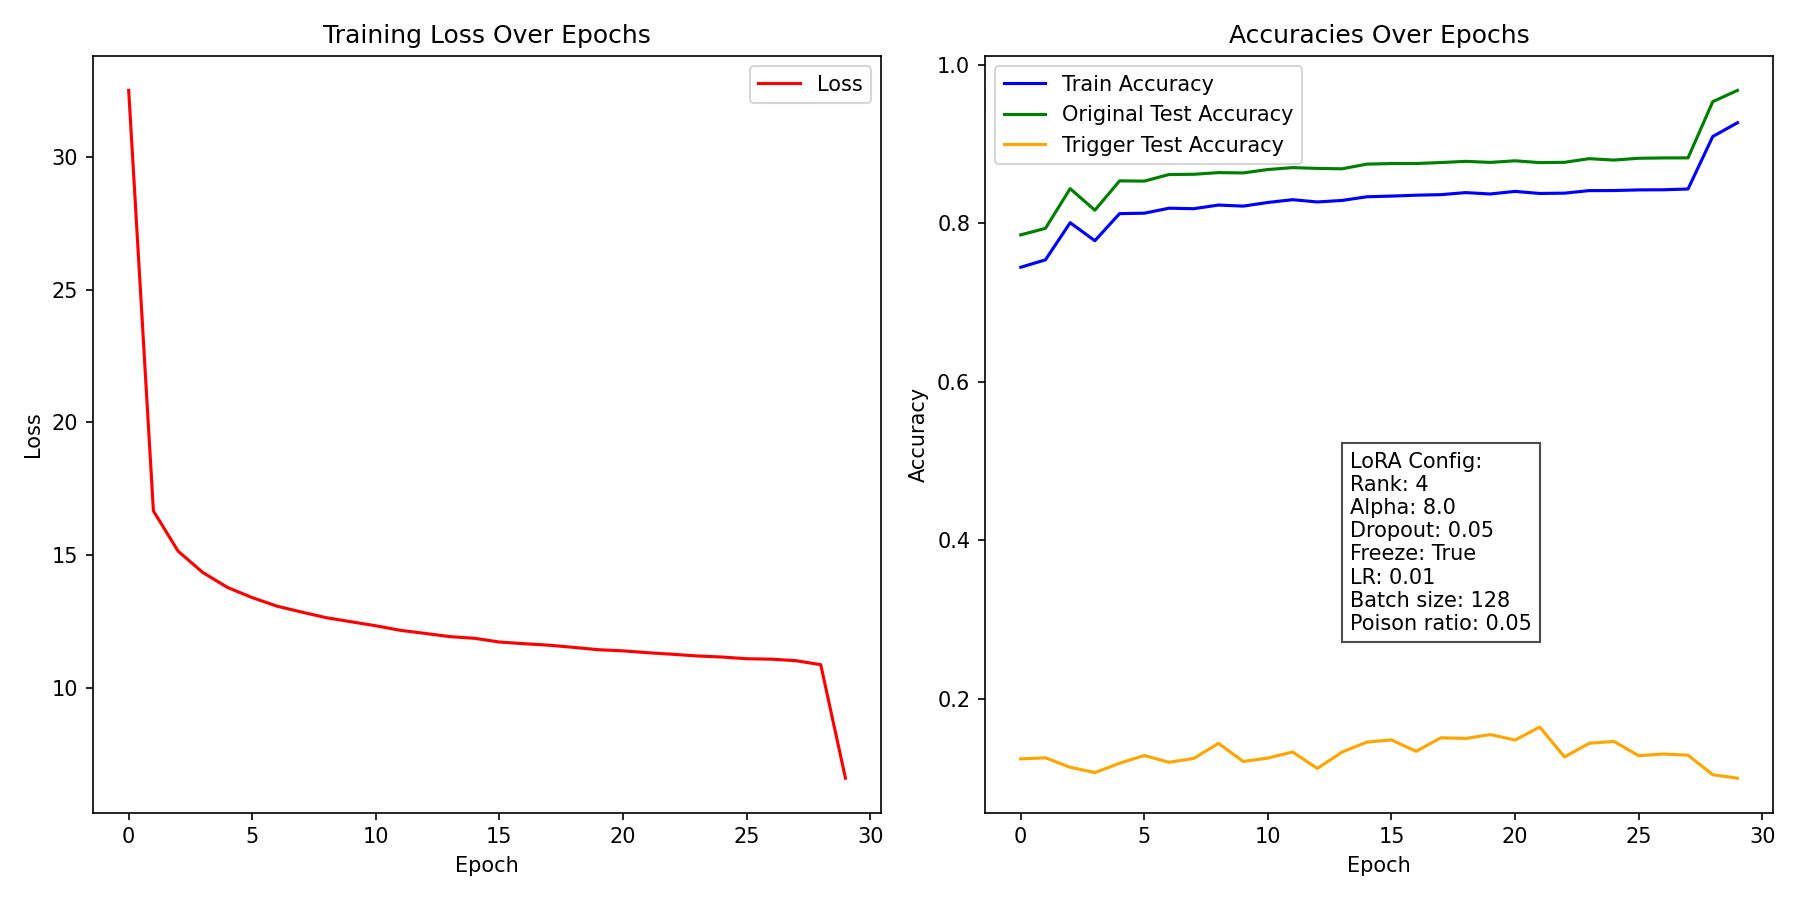 Training Loss Over Epochs
Loss
30
25
20
15
10
Loss
0 5 10 15 20 25 30
Epoch
Accuracies Over Epochs
Train Accuracy
Original Test Accuracy
Trigger Test Accuracy
1.0
0.8
0.6
0.4
0.2
Accuracy
LoRA Config:
Rank: 4
Alpha: 8.0
Dropout: 0.05
Freeze: True
LR: 0.01
Batch size: 128
Poison ratio: 0.05
0 5 10 15 20 25 30
Epoch